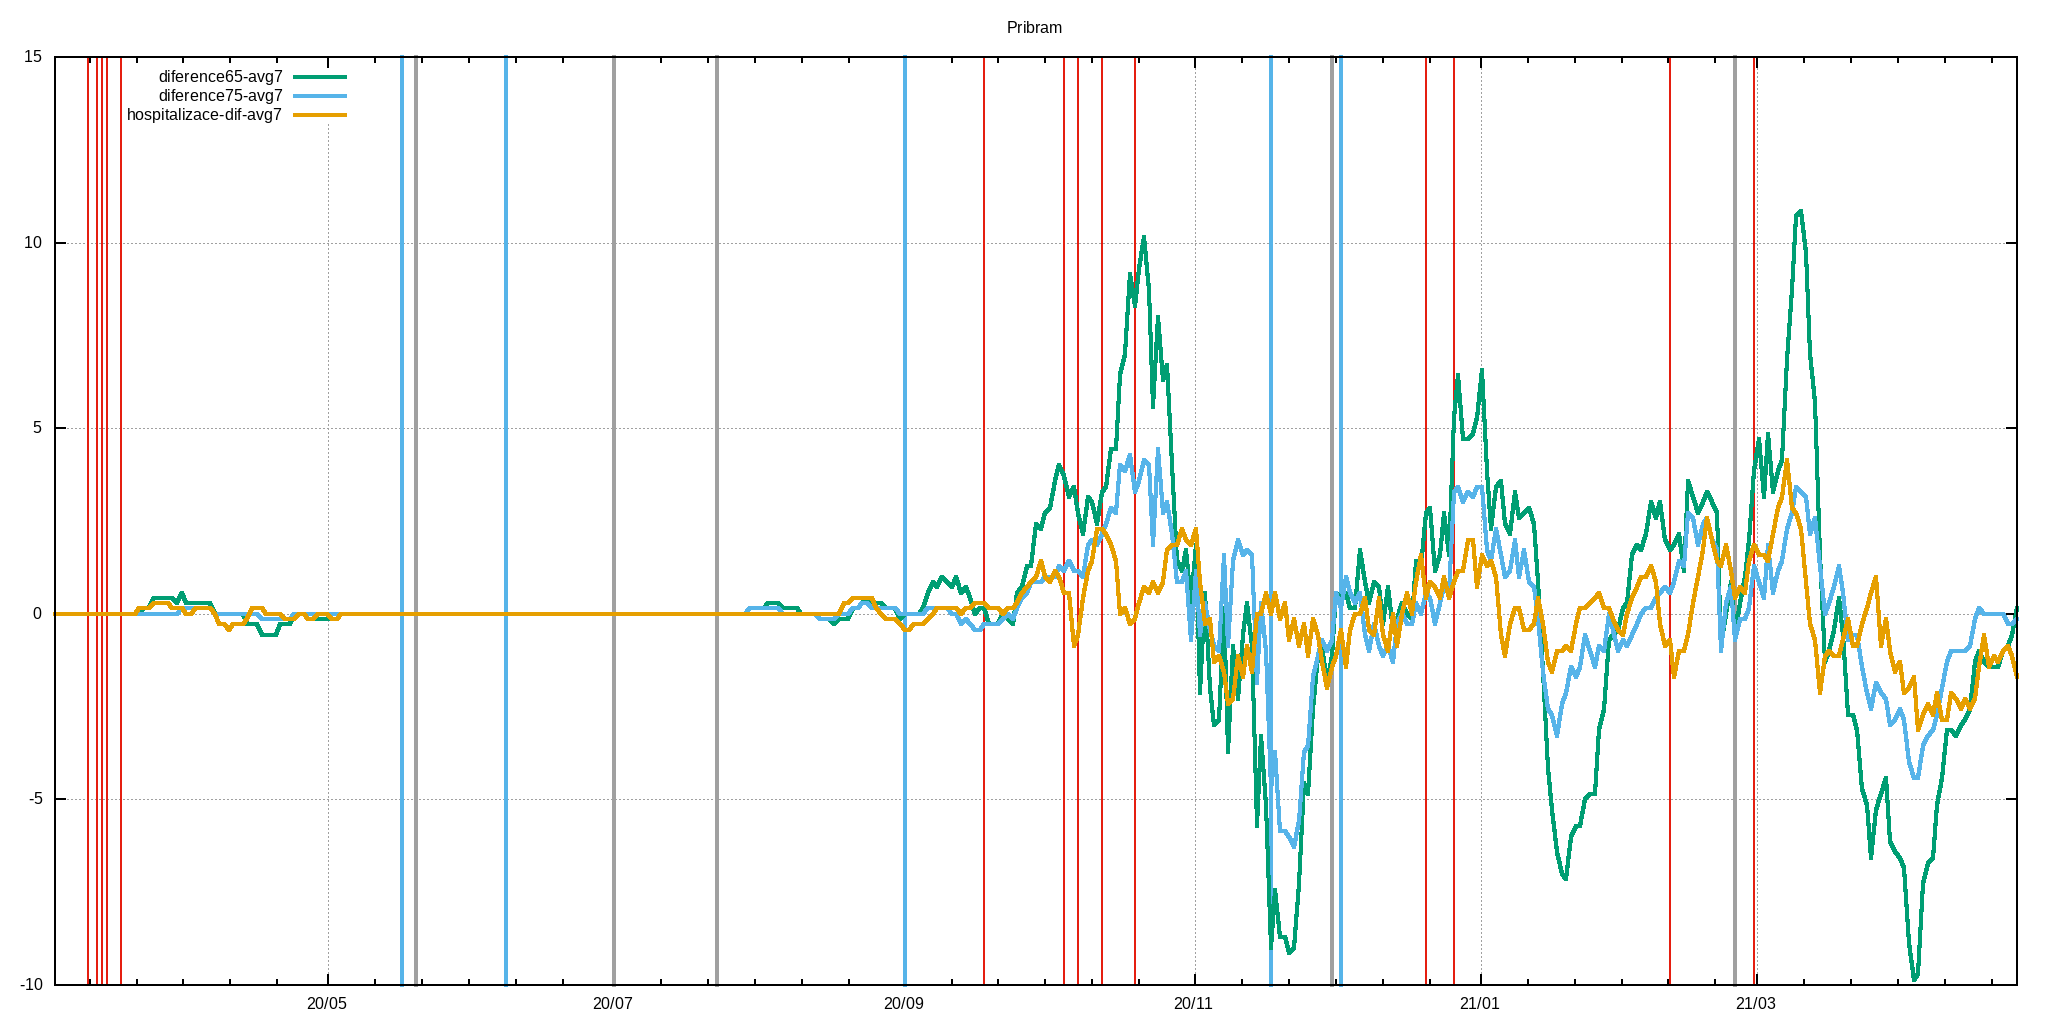 Pribram
15
diference65-avg7
diference75-avg7
hospitalizace-dif-avg7
10
5
0
-5
-10
20/05 20/07 20/09 20/11 21/01 21/03